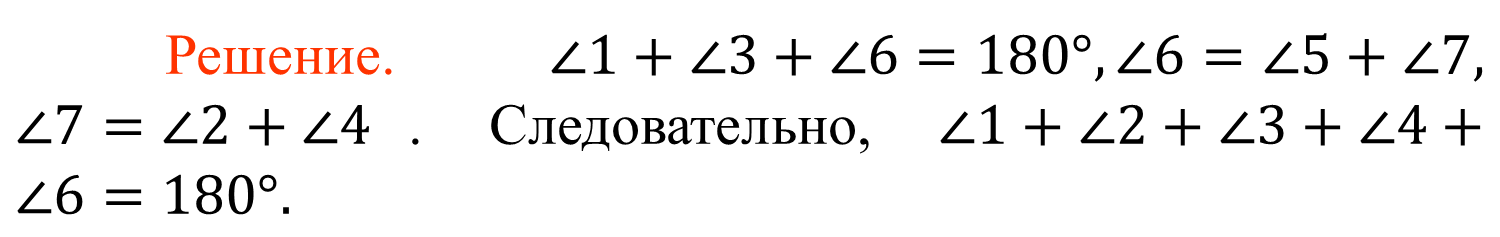 Решение. ∠1 + ∠3 + ∠6 = 180°, ∠6 = ∠5 + ∠7,
∠7 = ∠2 + ∠4 . Следовательно, ∠1 + ∠2 + ∠3 + ∠4 +
∠6 = 180°.